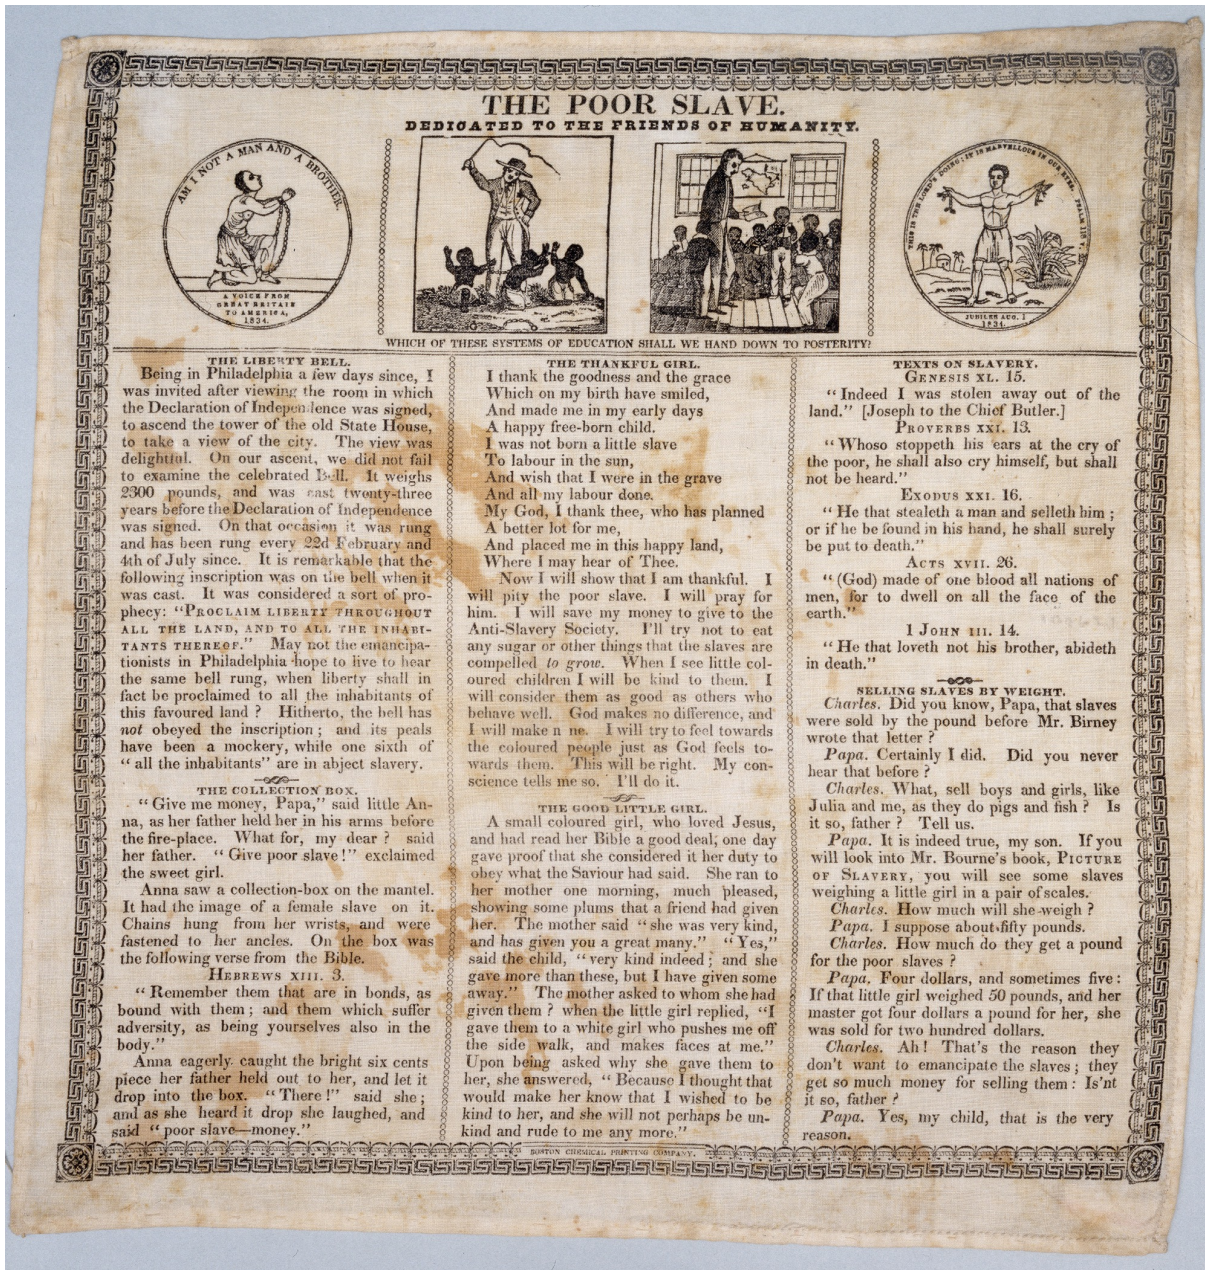 THE POOR SLAVE.
DEDICATED TO THE FRIENDS OF HUMANITY.
AM I NOT A MAN AND A BROTHER.
A VOICE FROM
GREAT BRITAIN
TO AMERICA,
1834.
THIS IS THE LORD'S DOING; IT IS MARVELLOUS IN OUR EYES. PSALM 118 V.
JUBILEE AUG. 1
1834.
WHICH OF THESE SYSTEMS OF EDUCATION SHALL WE HAND DOWN TO POSTERITY?
THE LIBERTY BELL.
Being in Philadelphia a few days since, I
was invited after viewing the room in which
the Declaration of Independence was signed,
to ascend the tower of the old State House,
to take a view of the city. The view was
delightful. On our ascent, we did not fail
to examine the celebrated Bell. It weighs
2300 pounds, and was cast twenty-three
years before the Declaration of Independence
was signed. On that occasion it was rung
and has been rung every 22d February and
4th of July since. It is remarkable that the
following inscription was on the bell when it
was cast. It was considered a sort of pro-
phecy: "PROCLAIM LIBERTY THROUGHOUT
ALL THE LAND, AND TO ALL THE INHABI-
TANTS THEREOF." May not the emancipa-
tionists in Philadelphia hope to live to hear
the same bell rung, when liberty shall in
fact be proclaimed to all the inhabitants of
this favoured land? Hitherto, the bell has
not obeyed the inscription; and its peals
have been a mockery, while one sixth of
"all the inhabitants" are in abject slavery.
THE COLLECTION BOX.
"Give me money, Papa," said little An-
na, as her father held her in his arms before
the fire-place. What for, my dear? said
her father. "Give poor slave!" exclaimed
the sweet girl.
Anna saw a collection-box on the mantel.
It had the image of a female slave on it.
Chains hung from her wrists, and were
fastened to her ancles. On the box was
the following verse from the Bible.
HEBREWS XIII. 3.
"Remember them that are in bonds, as
bound with them; and them which suffer
adversity, as being yourselves also in the
body."
Anna eagerly caught the bright six cents
piece her father held out to her, and let it
drop into the box. "There!" said she;
and as she heard it drop she laughed, and
said "poor slave—money."
THE THANKFUL GIRL.
I thank the goodness and the grace
Which on my birth have smiled,
And made me in my early days
A happy free-born child.
I was not born a little slave
To labour in the sun,
And wish that I were in the grave
And all my labour done.
My God, I thank thee, who has planned
A better lot for me,
And placed me in this happy land,
Where I may hear of Thee.
Now I will show that I am thankful. I
will pity the poor slave. I will pray for
him. I will save my money to give to the
Anti-Slavery Society. I'll try not to eat
any sugar or other things that the slaves are
compelled to grow. When I see little col-
oured children I will be kind to them. I
will consider them as good as others who
behave well. God makes no difference, and
I will make n ne. I will try to feel towards
the coloured people just as God feels to-
wards them. This will be right. My con-
science tells me so. I'll do it.
THE GOOD LITTLE GIRL.
A small coloured girl, who loved Jesus,
and had read her Bible a good deal, one day
gave proof that she considered it her duty to
obey what the Saviour had said. She ran to
her mother one morning, much pleased,
showing some plums that a friend had given
her. The mother said "she was very kind,
and has given you a great many." "Yes,"
said the child, "very kind indeed; and she
gave more than these, but I have given some
away." The mother asked to whom she had
given them? when the little girl replied, "I
gave them to a white girl who pushes me off
the side walk, and makes faces at me."
Upon being asked why she gave them to
her, she answered, "Because I thought that
would make her know that I wished to be
kind to her, and she will not perhaps be un-
kind and rude to me any more."
TEXTS ON SLAVERY.
GENESIS XL. 15.
"Indeed I was stolen away out of the
land." [Joseph to the Chief Butler.]
PROVERBS XXI. 13.
"Whoso stoppeth his ears at the cry of
the poor, he shall also cry himself, but shall
not be heard."
EXODUS XXI. 16.
"He that stealeth a man and selleth him;
or if he be found in his hand, he shall surely
be put to death."
ACTS XVII. 26.
"(God) made of one blood all nations of
men, for to dwell on all the face of the
earth."
1 JOHN III. 14.
"He that loveth not his brother, abideth
in death."
SELLING SLAVES BY WEIGHT.
Charles. Did you know, Papa, that slaves
were sold by the pound before Mr. Birney
wrote that letter?
Papa. Certainly I did. Did you never
hear that before?
Charles. What, sell boys and girls, like
Julia and me, as they do pigs and fish? Is
it so, father? Tell us.
Papa. It is indeed true, my son. If you
will look into Mr. Bourne's book, PICTURE
OF SLAVERY, you will see some slaves
weighing a little girl in a pair of scales.
Charles. How much will she weigh?
Papa. I suppose about fifty pounds.
Charles. How much do they get a pound
for the poor slaves?
Papa. Four dollars, and sometimes five:
If that little girl weighed 50 pounds, and her
master got four dollars a pound for her, she
was sold for two hundred dollars.
Charles. Ah! That's the reason they
don't want to emancipate the slaves; they
get so much money for selling them: Is'nt
it so, father?
Papa. Yes, my child, that is the very
reason.
BOSTON CHEMICAL PRINTING COMPANY.